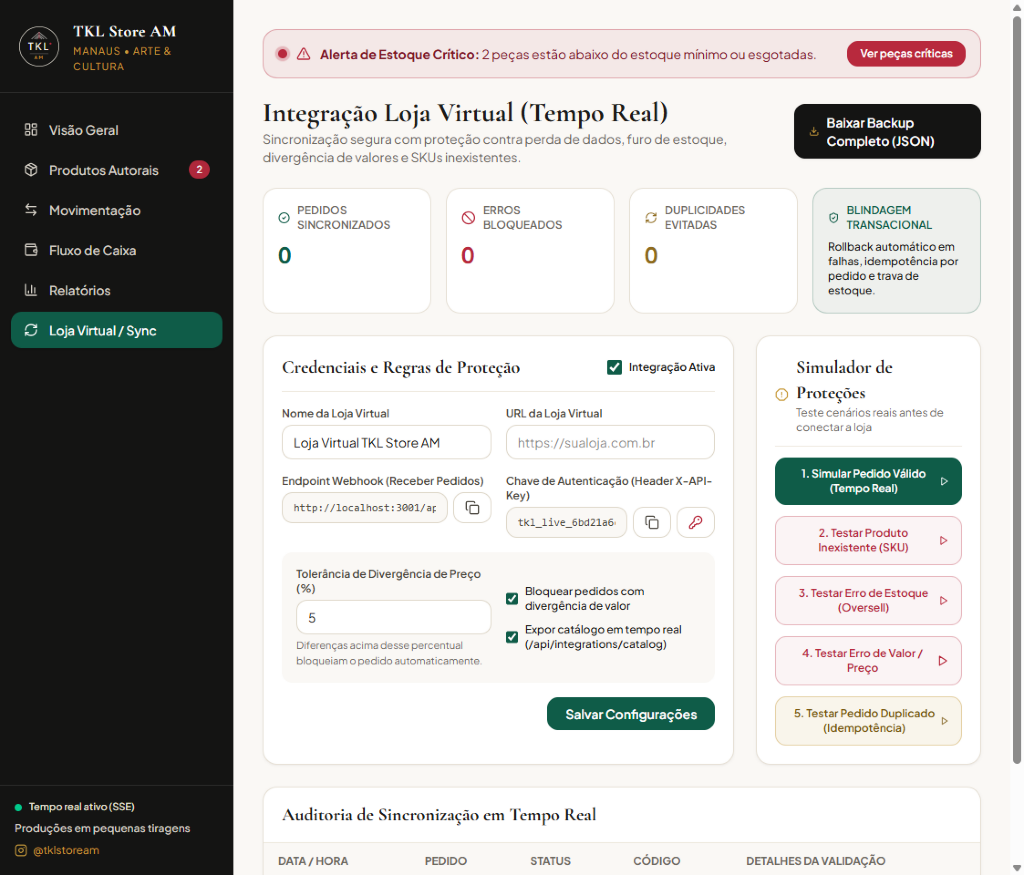 TKL
AM
TKL Store AM
MANAUS • ARTE &
CULTURA
Visão Geral
Produtos Autorais
2
Movimentação
Fluxo de Caixa
Relatórios
Loja Virtual / Sync
Tempo real ativo (SSE)
Produções em pequenas tiragens
@tklstoream
Alerta de Estoque Crítico: 2 peças estão abaixo do estoque mínimo ou esgotadas.
Ver peças críticas
Integração Loja Virtual (Tempo Real)
Sincronização segura com proteção contra perda de dados, furo de estoque,
divergência de valores e SKUs inexistentes.
Baixar Backup
Completo (JSON)
PEDIDOS
SINCRONIZADOS
0
ERROS
BLOQUEADOS
0
DUPLICIDADES
EVITADAS
0
BLINDAGEM
TRANSACIONAL
Rollback automático em
falhas, idempotência por
pedido e trava de
estoque.
Credenciais e Regras de Proteção
Integração Ativa
Nome da Loja Virtual
Loja Virtual TKL Store AM
URL da Loja Virtual
https://sualoja.com.br
Endpoint Webhook (Receber Pedidos)
http://localhost:3001/ap
Chave de Autenticação (Header X-API-
Key)
tkl_live_6bd21a6
Tolerância de Divergência de Preço
(%)
5
Diferenças acima desse percentual
bloqueiam o pedido automaticamente.
Bloquear pedidos com
divergência de valor
Expor catálogo em tempo real
(/api/integrations/catalog)
Salvar Configurações
Simulador de
Proteções
Teste cenários reais antes de
conectar a loja
1. Simular Pedido Válido
(Tempo Real)
2. Testar Produto
Inexistente (SKU)
3. Testar Erro de Estoque
(Oversell)
4. Testar Erro de Valor /
Preço
5. Testar Pedido Duplicado
(Idempotência)
Auditoria de Sincronização em Tempo Real
DATA / HORA
PEDIDO
STATUS
CÓDIGO
DETALHES DA VALIDAÇÃO